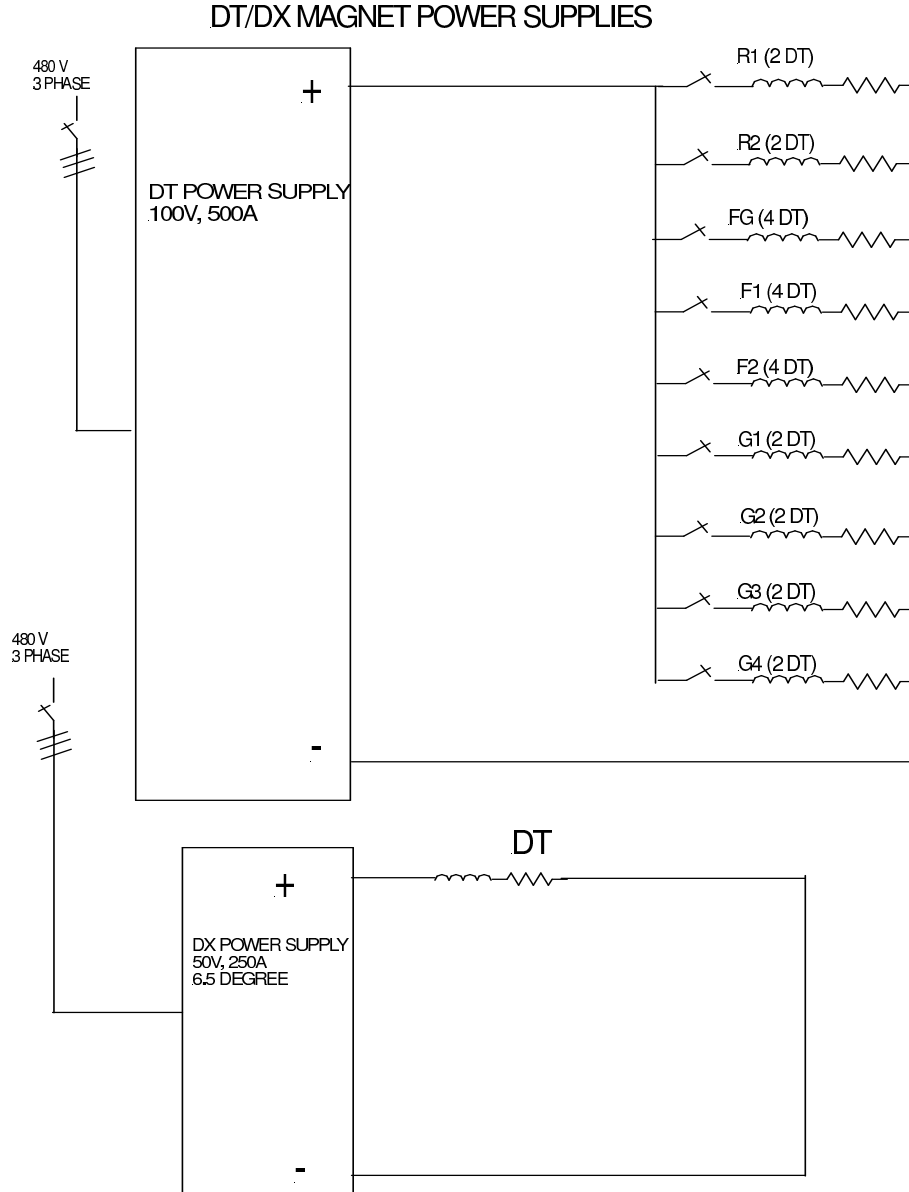 DT/DX MAGNET POWER SUPPLIES
480 V
3 PHASE
+
DT POWER SUPPLY
100V, 500A
-
R1 (2 DT)
R2 (2 DT)
FG (4 DT)
F1 (4 DT)
F2 (4 DT)
G1 (2 DT)
G2 (2 DT)
G3 (2 DT)
G4 (2 DT)
480 V
3 PHASE
DT
+
DX POWER SUPPLY
50V, 250A
6.5 DEGREE
-